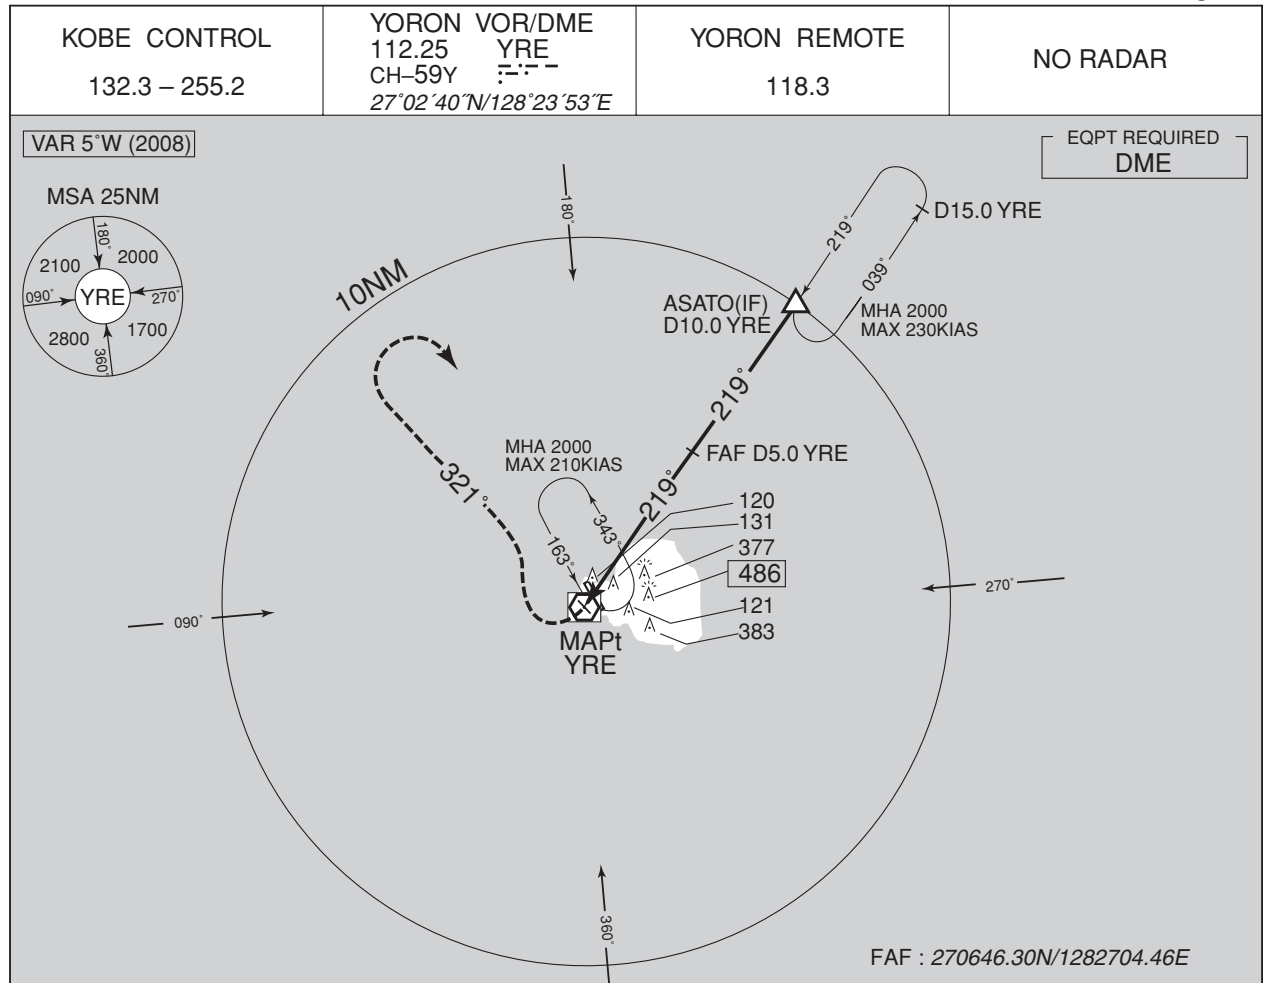 KOBE CONTROL
132.3 – 255.2
YORON VOR/DME
112.25 YRE
CH–59Y
27°02´40˝N/128°23´53˝E
YORON REMOTE
118.3
NO RADAR
VAR 5°W (2008)
EQPT REQUIRED
DME
MSA 25NM
180°
2100
2000
090°
YRE
270°
2800
1700
360°
180°
10NM
219°
D15.0 YRE
039°
ASATO(IF)
D10.0 YRE
MHA 2000
MAX 230KIAS
219°
MHA 2000
MAX 210KIAS
FAF D5.0 YRE
321°
219°
343°
163°
120
131
377
486
121
383
270°
090°
MAPt
YRE
360°
FAF : 270646.30N/1282704.46E